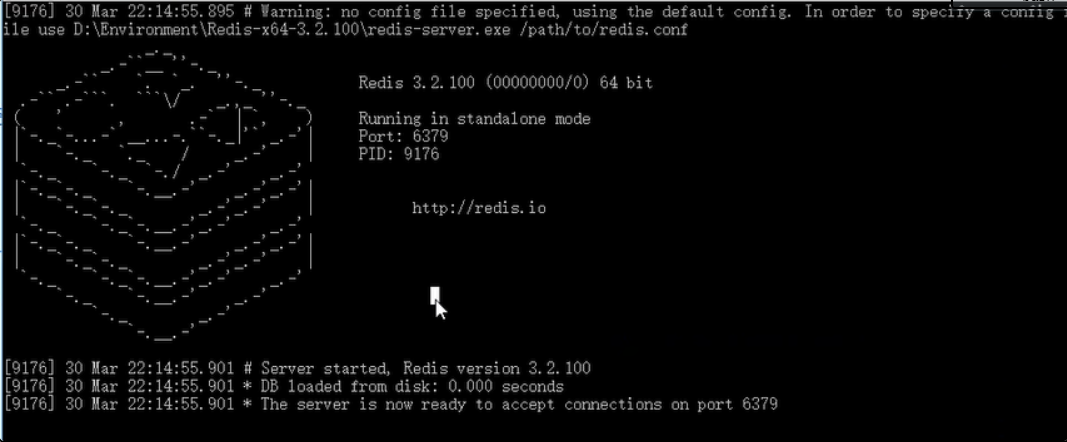 [9176] 30 Mar 22:14:55.895 # Warning: no config file specified, using the default config. In order to specify a config
ile use D:\Environment\Redis-x64-3.2.100\redis-server.exe /path/to/redis.conf
Redis 3.2.100 (00000000/0) 64 bit
Running in standalone mode
Port: 6379
PID: 9176
http://redis.io
[9176] 30 Mar 22:14:55.901 # Server started, Redis version 3.2.100
[9176] 30 Mar 22:14:55.901 * DB loaded from disk: 0.000 seconds
[9176] 30 Mar 22:14:55.901 * The server is now ready to accept connections on port 6379